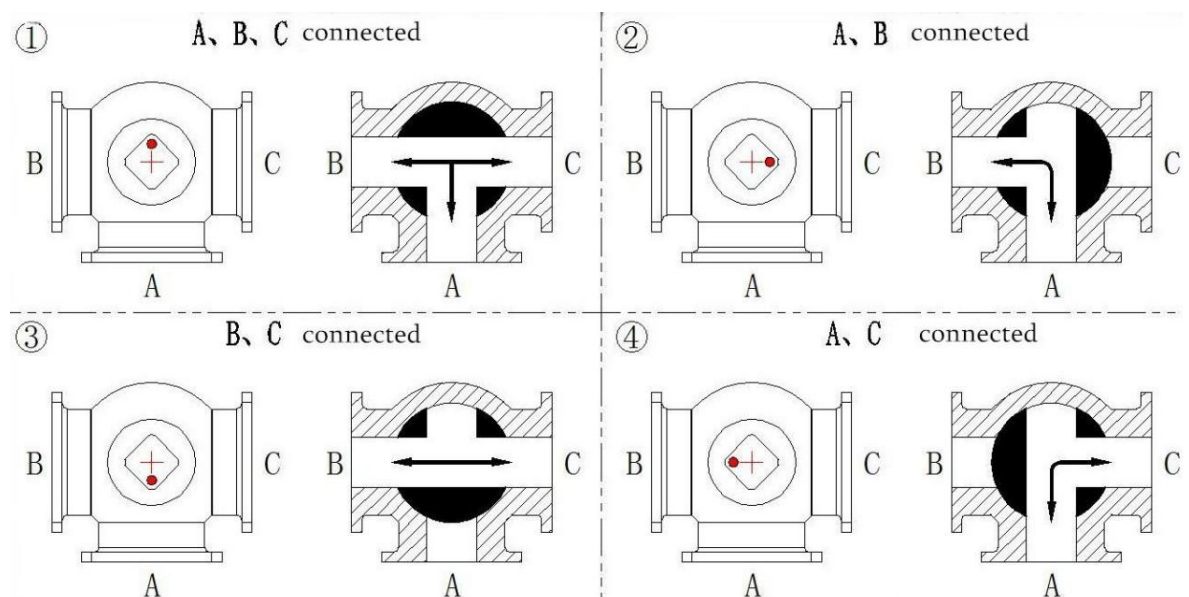 ① A、B、C connected
B C B C
A A
② A、B connected
B C B C
A A
③ B、C connected
B C B C
A A
④ A、C connected
B C B C
A A